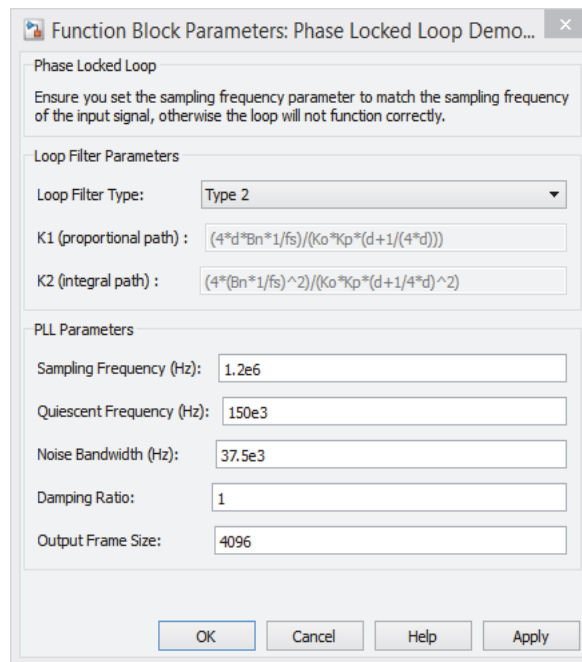 Function Block Parameters: Phase Locked Loop Demo...
Phase Locked Loop
Ensure you set the sampling frequency parameter to match the sampling frequency
of the input signal, otherwise the loop will not function correctly.
Loop Filter Parameters
Loop Filter Type: Type 2
K1 (proportional path) : (4*d*Bn*1/fs)/(Ko*Kp*(d+1/(4*d)))
K2 (integral path) : (4*(Bn*1/fs)^2)/(Ko*Kp*(d+1/4*d)^2)
PLL Parameters
Sampling Frequency (Hz): 1.2e6
Quiescent Frequency (Hz): 150e3
Noise Bandwidth (Hz): 37.5e3
Damping Ratio: 1
Output Frame Size: 4096
OK Cancel Help Apply